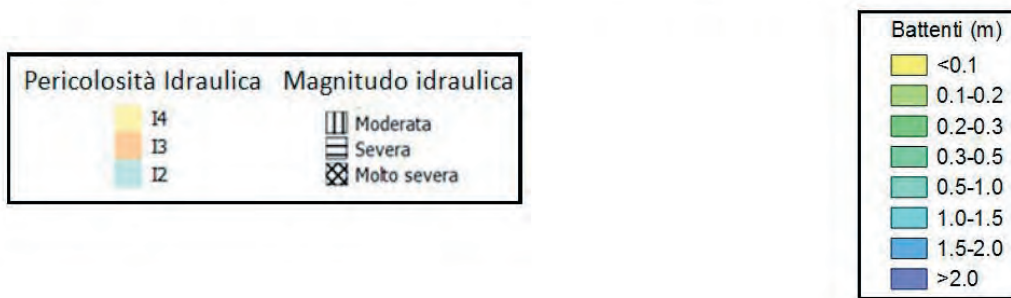 Pericolosità Idraulica
I4
I3
I2
Magnitudo idraulica
Moderata
Severa
Molto severa
Battenti (m)
<0.1
0.1-0.2
0.2-0.3
0.3-0.5
0.5-1.0
1.0-1.5
1.5-2.0
>2.0